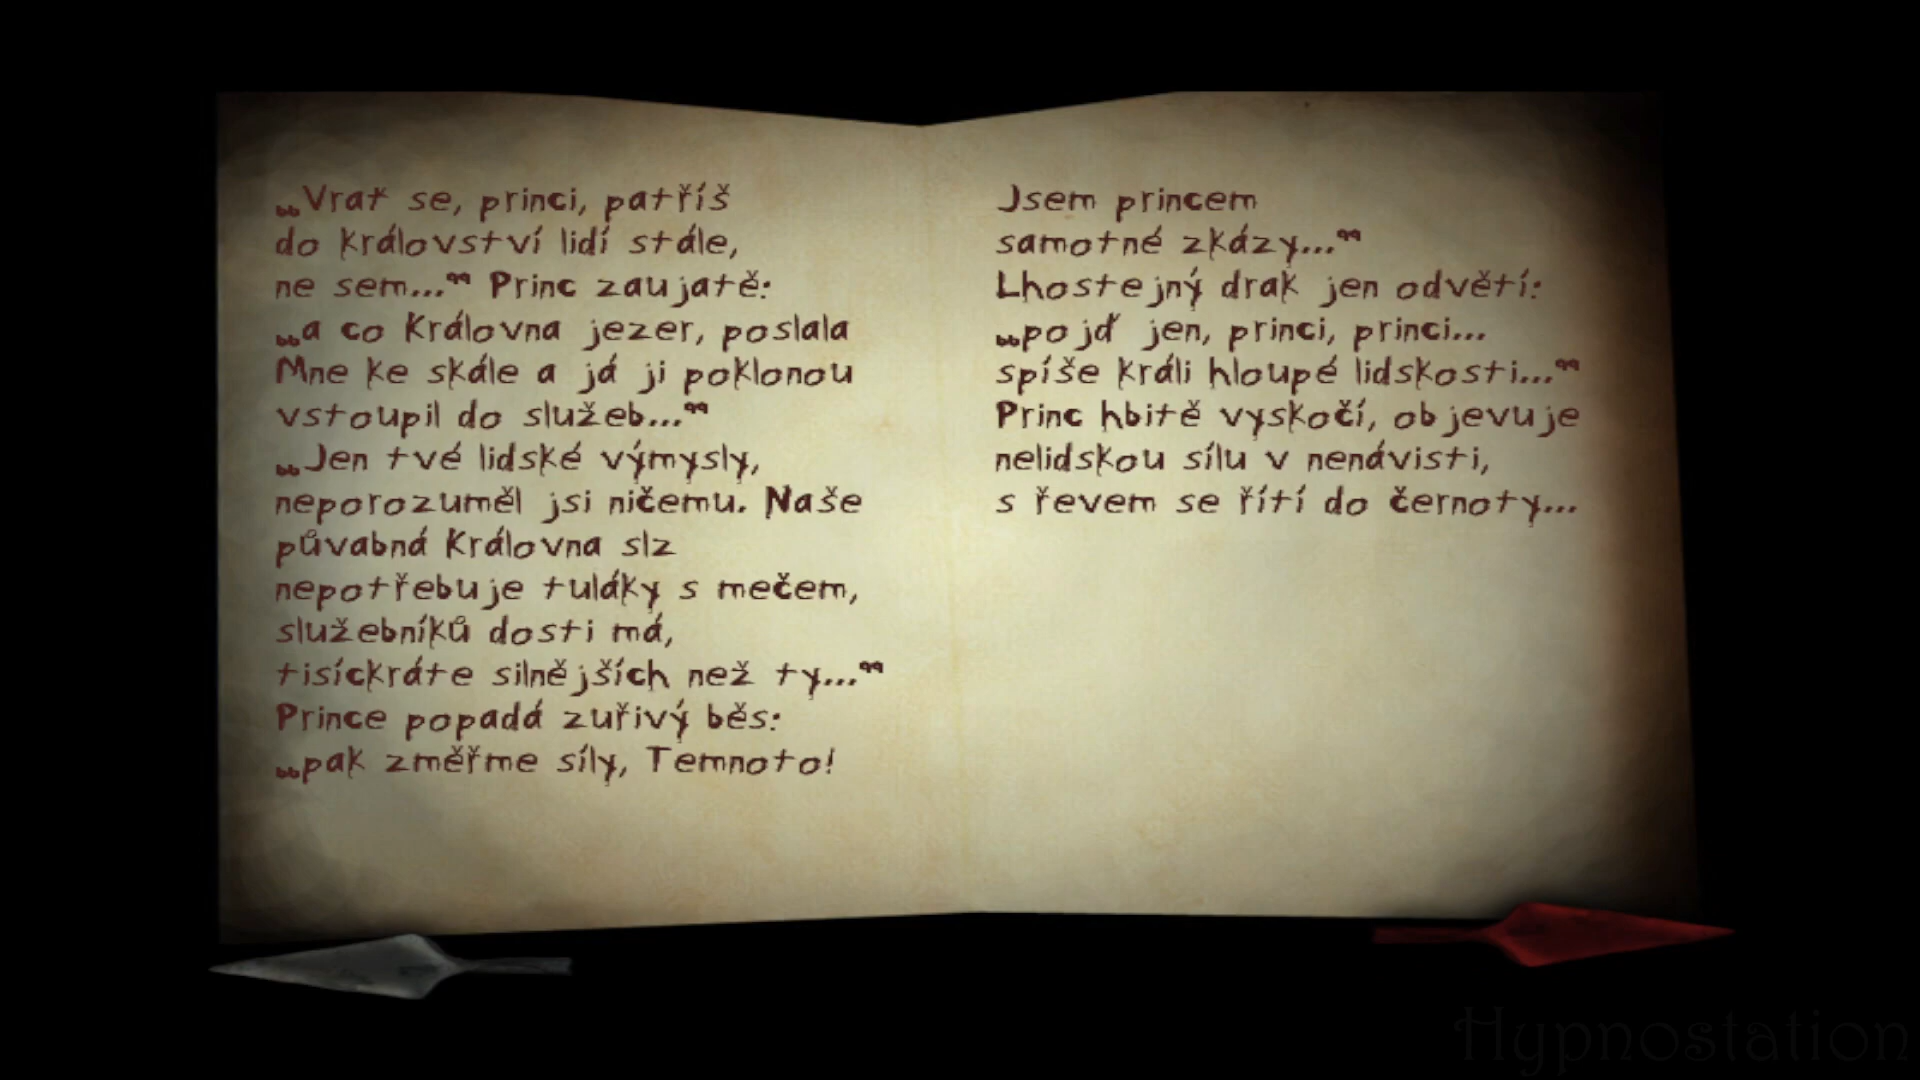 „Vrať se, princi, patříš
do království lidí stále,
ne sem...“ Princ zaujatě:
„a co Královna jezer, poslala
Mne ke skále a já ji poklonou
vstoupil do služeb...“
„Jen tvé lidské výmysly,
neporozuměl jsi ničemu. Naše
půvabná Královna slz
nepotřebuje tuláky s mečem,
služebníků dosti má,
tisíckráte silnějších než ty...“
Prince popadá zuřivý běs:
„pak změřme síly, Temnoto!
Jsem princem
samotné zkázy...“
Lhostejný drak jen odvětí:
„pojď jen, princi, princi...
spíše králi hloupé lidskosti...“
Princ hbitě vyskočí, objevuje
nelidskou sílu v nenávisti,
s řevem se řítí do černoty...
Hypnostation